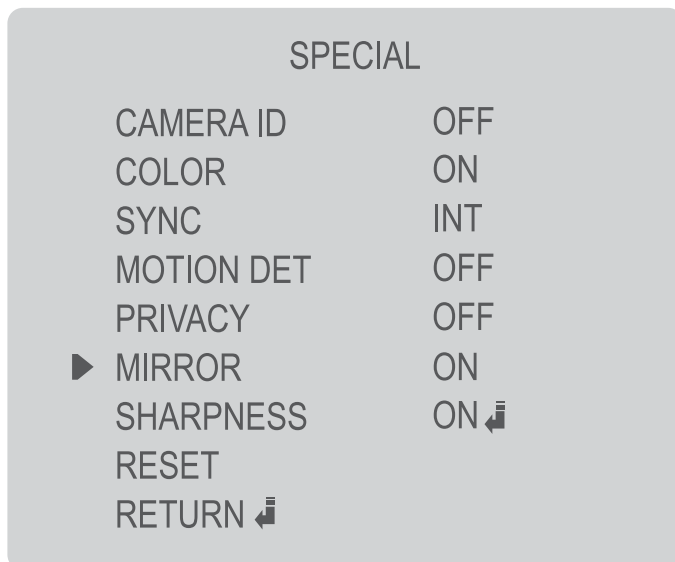 SPECIAL
CAMERA ID OFF
COLOR ON
SYNC INT
MOTION DET OFF
PRIVACY OFF
MIRROR ON
SHARPNESS ON
RESET
RETURN